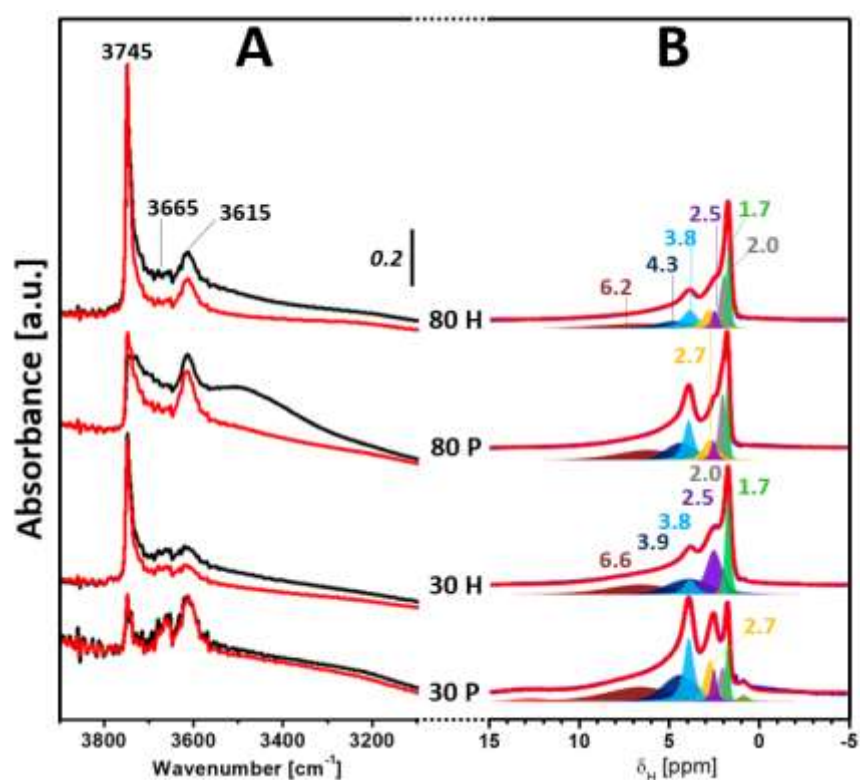 A
B
3745
3665
3615
0.2
2.5
1.7
3.8
2.0
4.3
6.2
80 H
2.7
80 P
2.0
2.5
1.7
3.8
3.9
6.6
30 H
2.7
30 P
Absorbance [a.u.]
3800 3600 3400 3200
15 10 5 0 -5
Wavenumber [cm⁻¹]
δH [ppm]